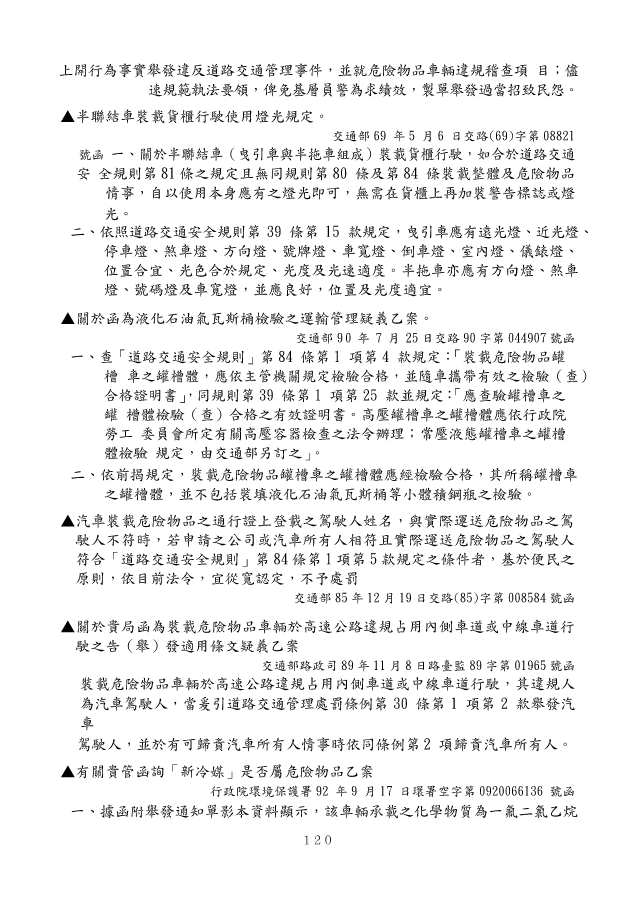 上開行為事實舉發違反道路交通管理事件，並就危險物品車輛違規稽查項 目；儘
速規範執法要領，俾免基層員警為求績效，製單舉發過當招致民怨。
▲半聯結車裝載貨櫃行駛使用燈光規定。
交通部 69 年 5 月 6 日交路(69)字第 08821
號函 一、關於半聯結車（曳引車與半拖車組成）裝載貨櫃行駛，如合於道路交通
安 全規則第 81 條之規定且無同規則第 80 條及第 84 條裝載整體及危險物品
情事，自以使用本身應有之燈光即可，無需在貨櫃上再加裝警告標誌或燈
光。
二、依照道路交通安全規則第 39 條第 15 款規定，曳引車應有遠光燈、近光燈、
停車燈、煞車燈、方向燈、號牌燈、車寬燈、倒車燈、室內燈、儀錶燈、
位置合宜、光色合於規定、光度及光速適度。半拖車亦應有方向燈、煞車
燈、號碼燈及車寬燈，並應良好，位置及光度適宜。
▲關於函為液化石油氣瓦斯桶檢驗之運輸管理疑義乙案。
交通部 90 年 7 月 25 日交路 90 字第 044907 號函
一、查「道路交通安全規則」第 84 條第 1 項第 4 款規定：「裝載危險物品罐
槽 車之罐槽體，應依主管機關規定檢驗合格，並隨車攜帶有效之檢驗（查）
合格證明書」，同規則第 39 條第 1 項第 25 款並規定：「應查驗罐槽車之
罐 槽體檢驗（查）合格之有效證明書。高壓罐槽車之罐槽體應依行政院
勞工 委員會所定有關高壓容器檢查之法令辦理；常壓液態罐槽車之罐槽
體檢驗 規定，由交通部另訂之」。
二、依前揭規定，裝載危險物品罐槽車之罐槽體應經檢驗合格，其所稱罐槽車
之罐槽體，並不包括裝填液化石油氣瓦斯桶等小體積鋼瓶之檢驗。
▲汽車裝載危險物品之通行證上登載之駕駛人姓名，與實際運送危險物品之駕
駛人不符時，若申請之公司或汽車所有人相符且實際運送危險物品之駕駛人
符合「道路交通安全規則」第 84 條第 1 項第 5 款規定之條件者，基於便民之
原則，依目前法令，宜從寬認定，不予處罰
交通部 85 年 12 月 19 日交路(85)字第 008584 號函
▲關於貴局函為裝載危險物品車輛於高速公路違規占用內側車道或中線車道行
駛之告（舉）發適用條文疑義乙案
交通部路政司 89 年 11 月 8 日路臺監 89 字第 01965 號函
裝載危險物品車輛於高速公路違規占用內側車道或中線車道行駛，其違規人
為汽車駕駛人，當爰引道路交通管理處罰條例第 30 條第 1 項第 2 款舉發汽
車
駕駛人，並於有可歸責汽車所有人情事時依同條例第 2 項歸責汽車所有人。
▲有關貴管函詢「新冷媒」是否屬危險物品乙案
行政院環境保護署 92 年 9 月 17 日環署空字第 0920066136 號函
一、據函附舉發通知單影本資料顯示，該車輛承載之化學物質為一氟二氯乙烷
120